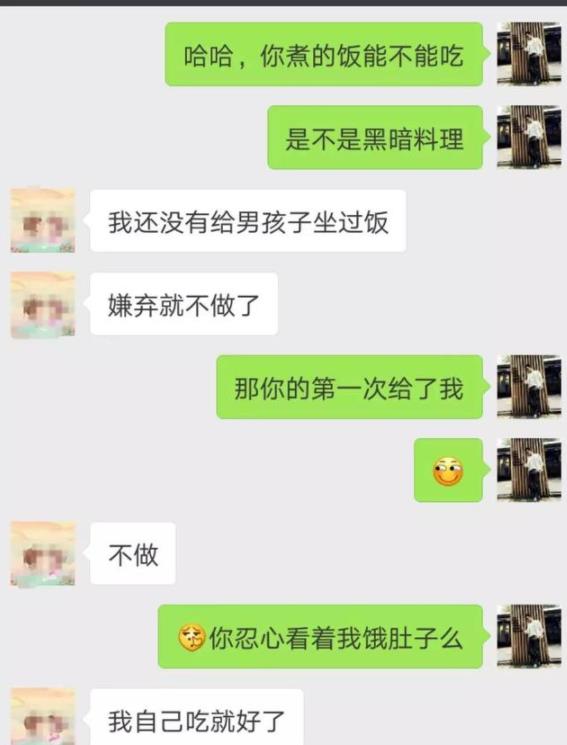 哈哈，你煮的饭能不能吃
是不是黑暗料理
我还没有给男孩子坐过饭
嫌弃就不做了
那你的第一次给了我
不做
你忍心看着我饿肚子么
我自己吃就好了